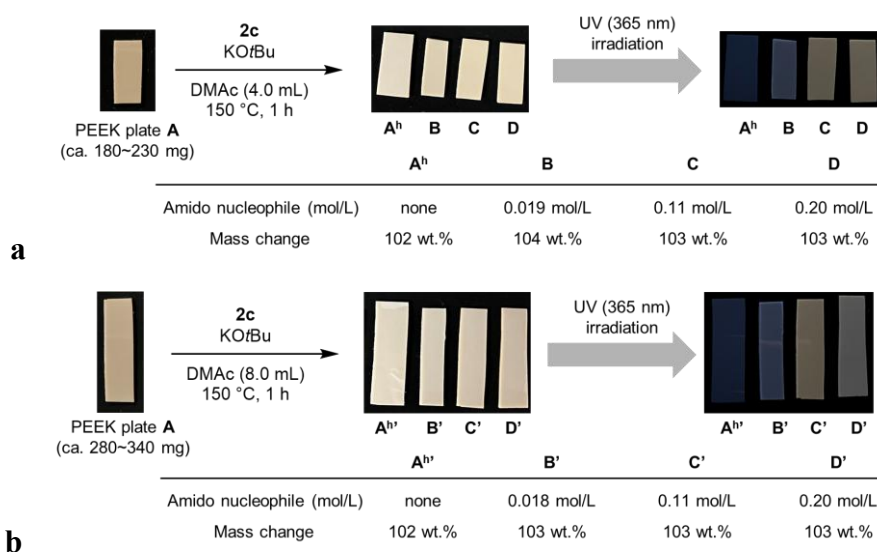 2c
KOtBu
DMAc (4.0 mL)
150 °C, 1 h
PEEK plate A
(ca. 180~230 mg)
Aʰ B C D
UV (365 nm)
irradiation
Aʰ B C D
Aʰ B C D
Amido nucleophile (mol/L) none 0.019 mol/L 0.11 mol/L 0.20 mol/L
Mass change 102 wt.% 104 wt.% 103 wt.% 103 wt.%
a
2c
KOtBu
DMAc (8.0 mL)
150 °C, 1 h
PEEK plate A
(ca. 280~340 mg)
Aʰ' B' C' D'
UV (365 nm)
irradiation
Aʰ' B' C' D'
Aʰ' B' C' D'
Amido nucleophile (mol/L) none 0.018 mol/L 0.11 mol/L 0.20 mol/L
Mass change 102 wt.% 103 wt.% 103 wt.% 103 wt.%
b